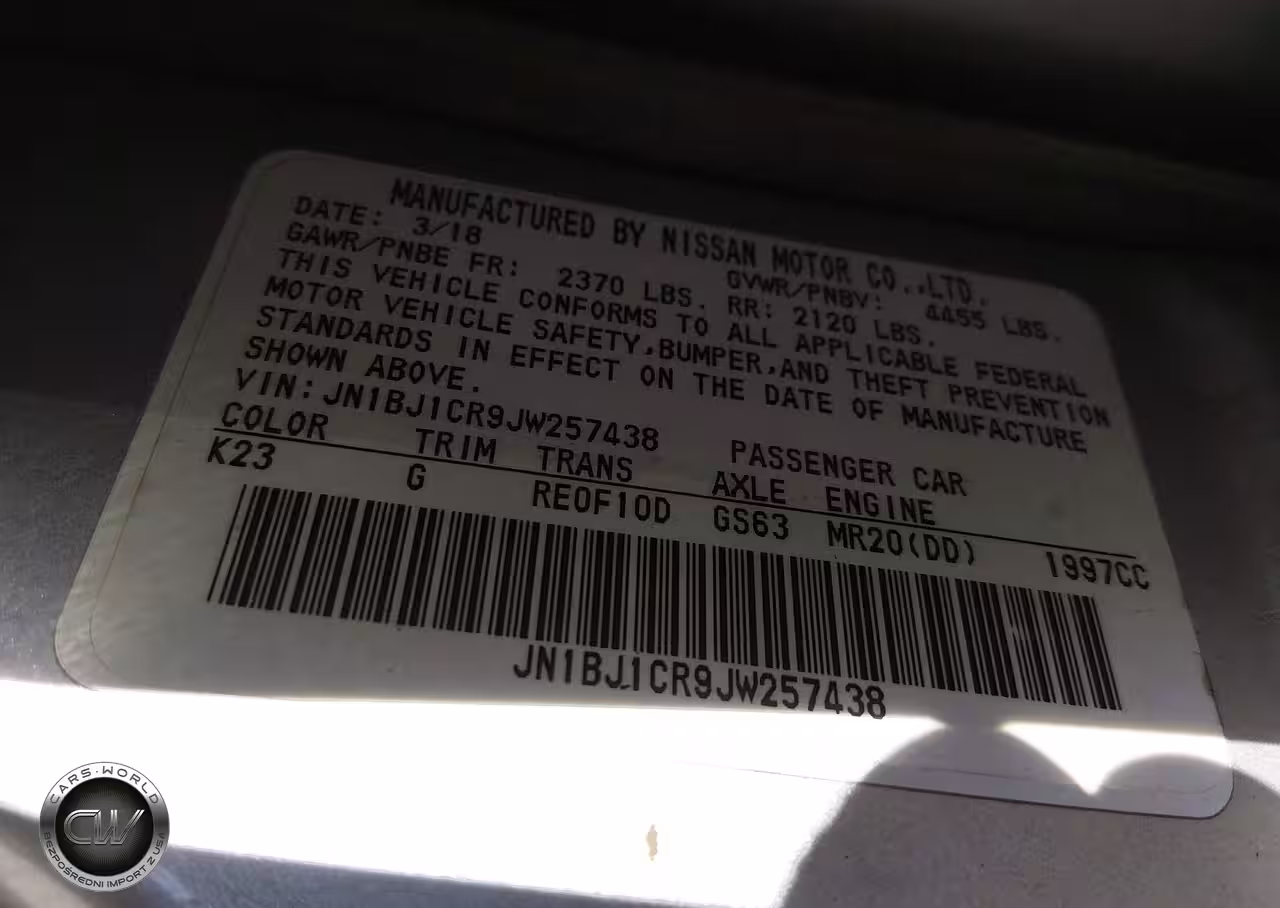 MANUFACTURED BY NISSAN MOTOR CO.,LTD.
DATE: 3/18 GVWR/PNBV: 4455 LBS.
GAWR/PNBE FR: 2370 LBS. RR: 2120 LBS.
THIS VEHICLE CONFORMS TO ALL APPLICABLE FEDERAL
MOTOR VEHICLE SAFETY,BUMPER,AND THEFT PREVENTION
STANDARDS IN EFFECT ON THE DATE OF MANUFACTURE
SHOWN ABOVE.
VIN:JN1BJ1CR9JW257438 PASSENGER CAR
COLOR TRIM TRANS AXLE ENGINE
K23 G RE0F10D GS63 MR20(DD) 1997CC
JN1BJ1CR9JW257438
CARS-WORLD
CW
BEZPOŚREDNI IMPORT Z USA